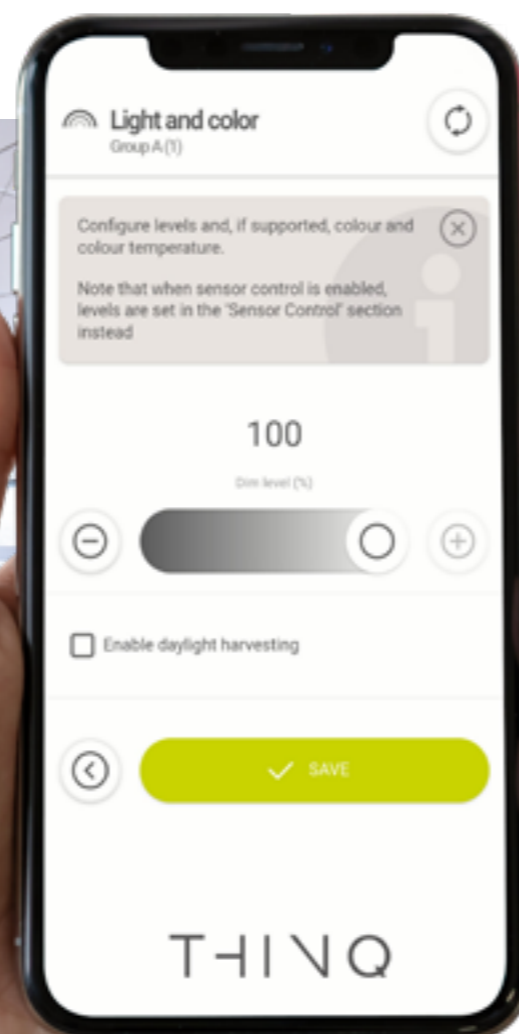 Light and color
Group A (1)
Configure levels and, if supported, colour and
colour temperature.
Note that when sensor control is enabled,
levels are set in the 'Sensor Control' section
instead
100
Dim level (%)
Enable daylight harvesting
SAVE
THINQ